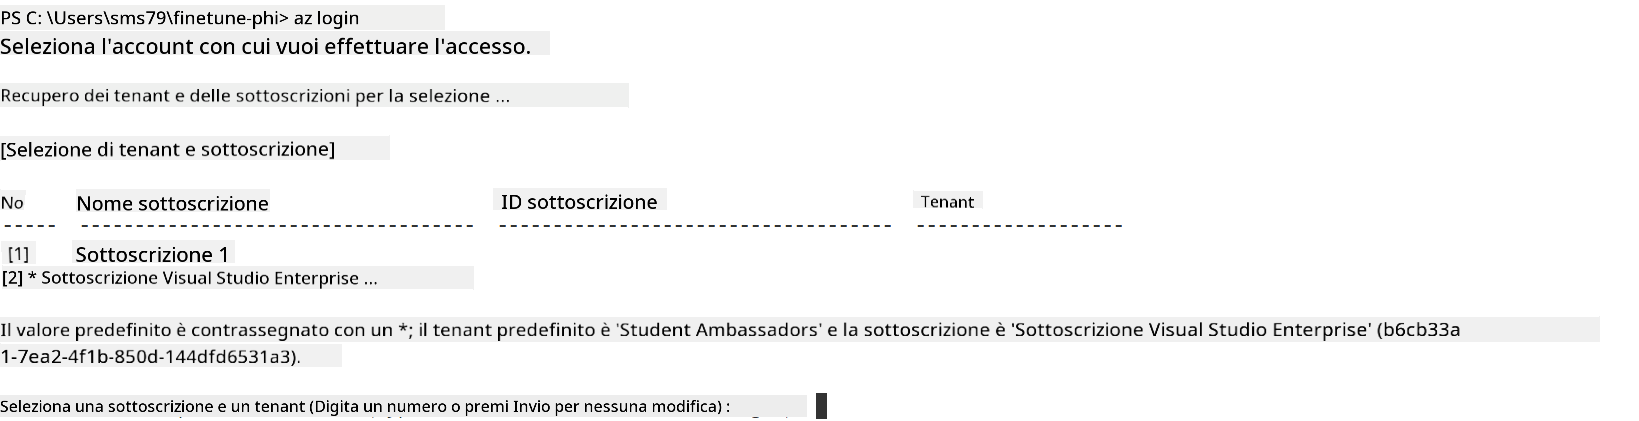 PS C: \Users\sms79\finetune-phi> az login
Seleziona l'account con cui vuoi effettuare l'accesso.
Recupero dei tenant e delle sottoscrizioni per la selezione ...
[Selezione di tenant e sottoscrizione]
No Nome sottoscrizione ID sottoscrizione Tenant
----- ------------------------------------ ------------------------------------ -------------------
[1] Sottoscrizione 1
[2] * Sottoscrizione Visual Studio Enterprise ...
Il valore predefinito è contrassegnato con un *; il tenant predefinito è 'Student Ambassadors' e la sottoscrizione è 'Sottoscrizione Visual Studio Enterprise' (b6cb33a
1-7ea2-4f1b-850d-144dfd6531a3).
Seleziona una sottoscrizione e un tenant (Digita un numero o premi Invio per nessuna modifica) :